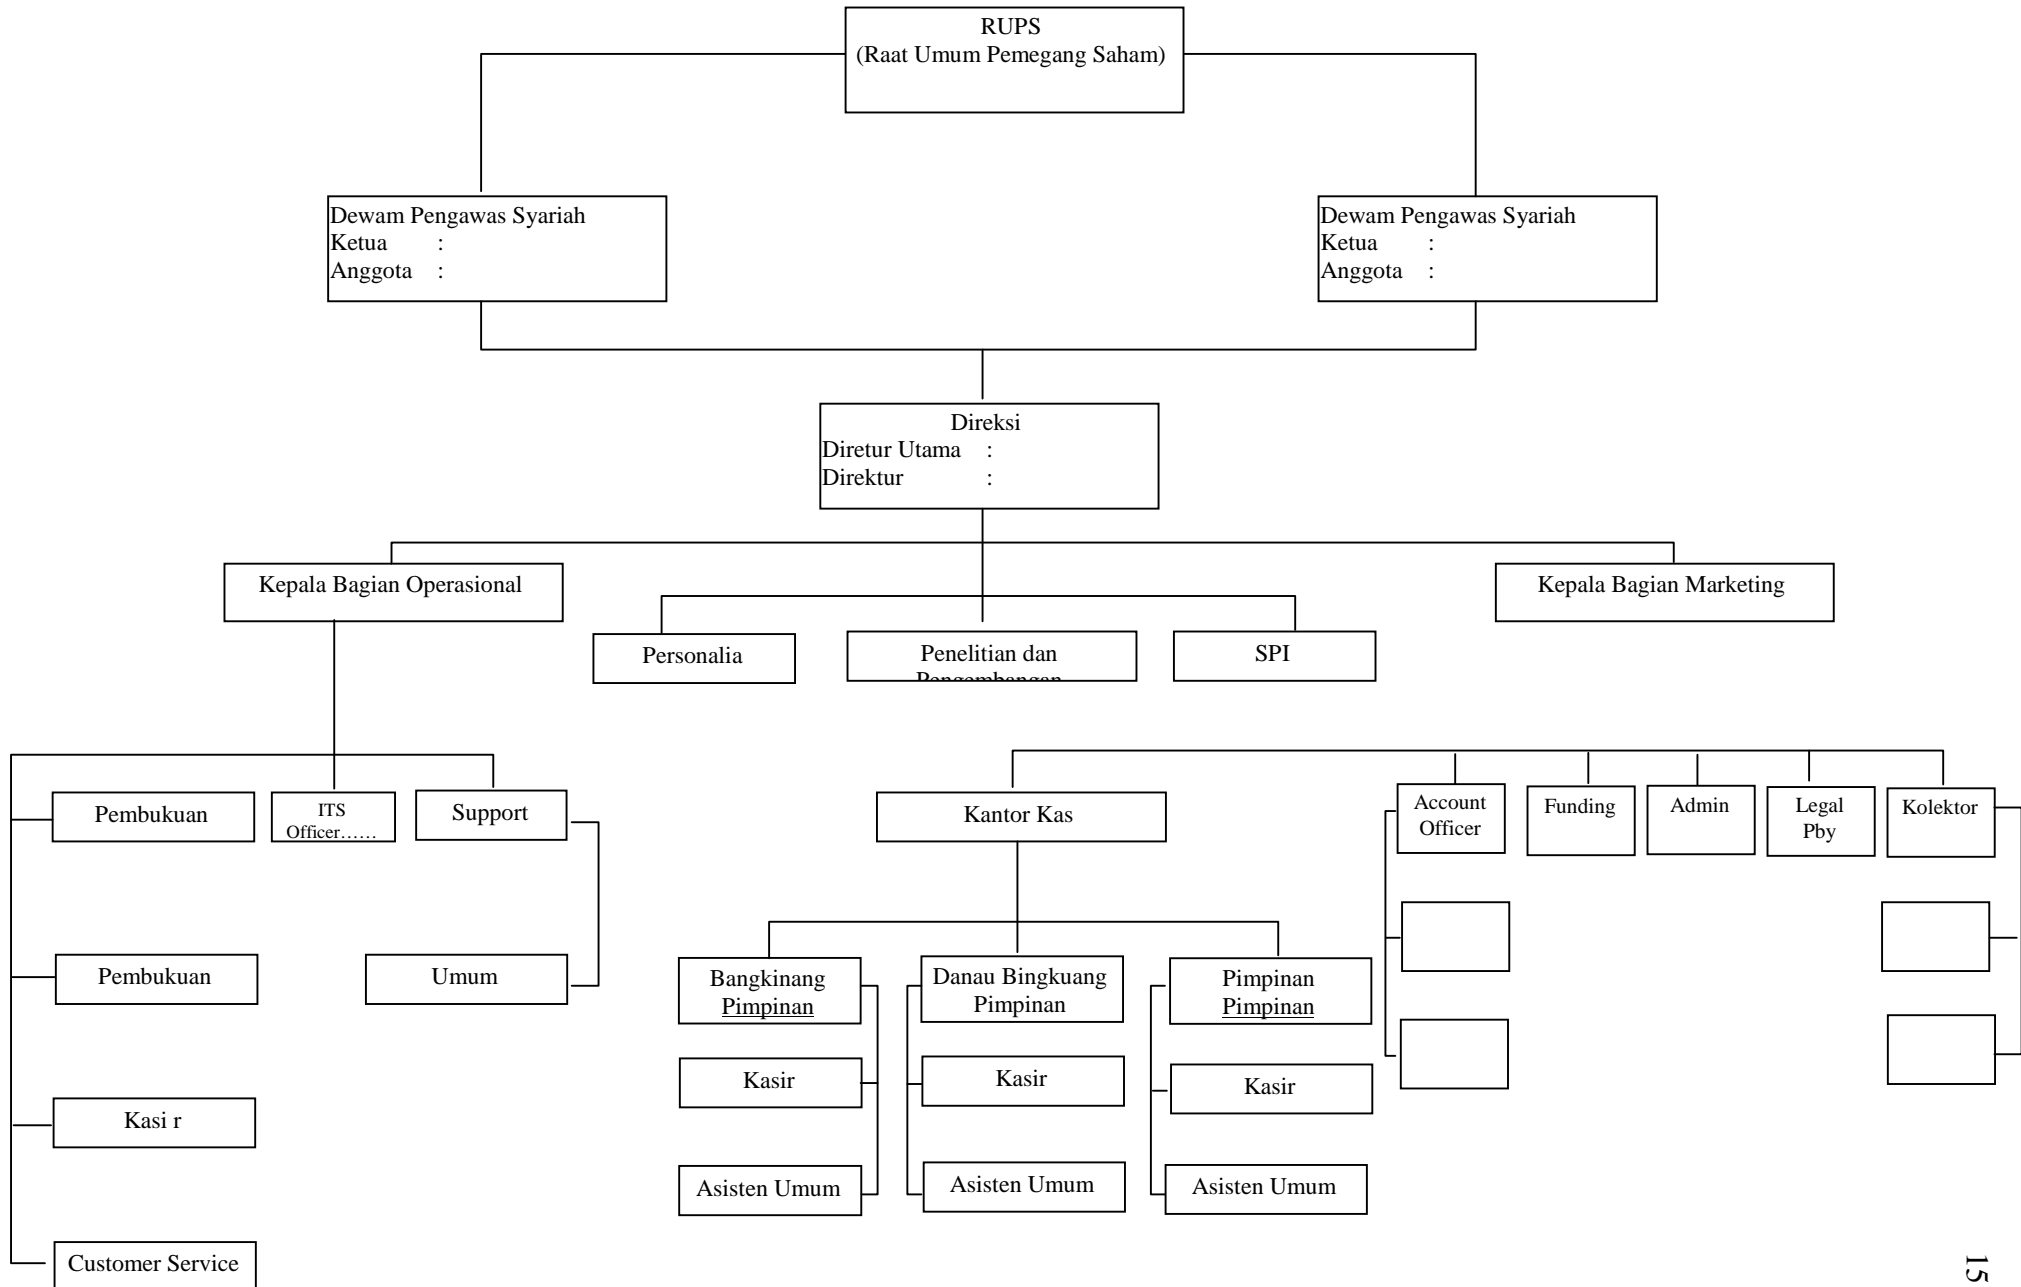 RUPS
(Raat Umum Pemegang Saham)
Dewam Pengawas Syariah
Ketua :
Anggota :
Dewam Pengawas Syariah
Ketua :
Anggota :
Direksi
Diretur Utama :
Direktur :
Kepala Bagian Operasional
Kepala Bagian Marketing
Personalia
Penelitian dan
Pengembangan
SPI
Pembukuan
ITS
Officer……
Support
Kantor Kas
Account
Officer
Funding
Admin
Legal
Pby
Kolektor
Pembukuan
Umum
Bangkinang
Pimpinan
Danau Bingkuang
Pimpinan
Pimpinan
Pimpinan
Kasir
Kasir
Kasir
Kasi r
Asisten Umum
Asisten Umum
Asisten Umum
Customer Service
15